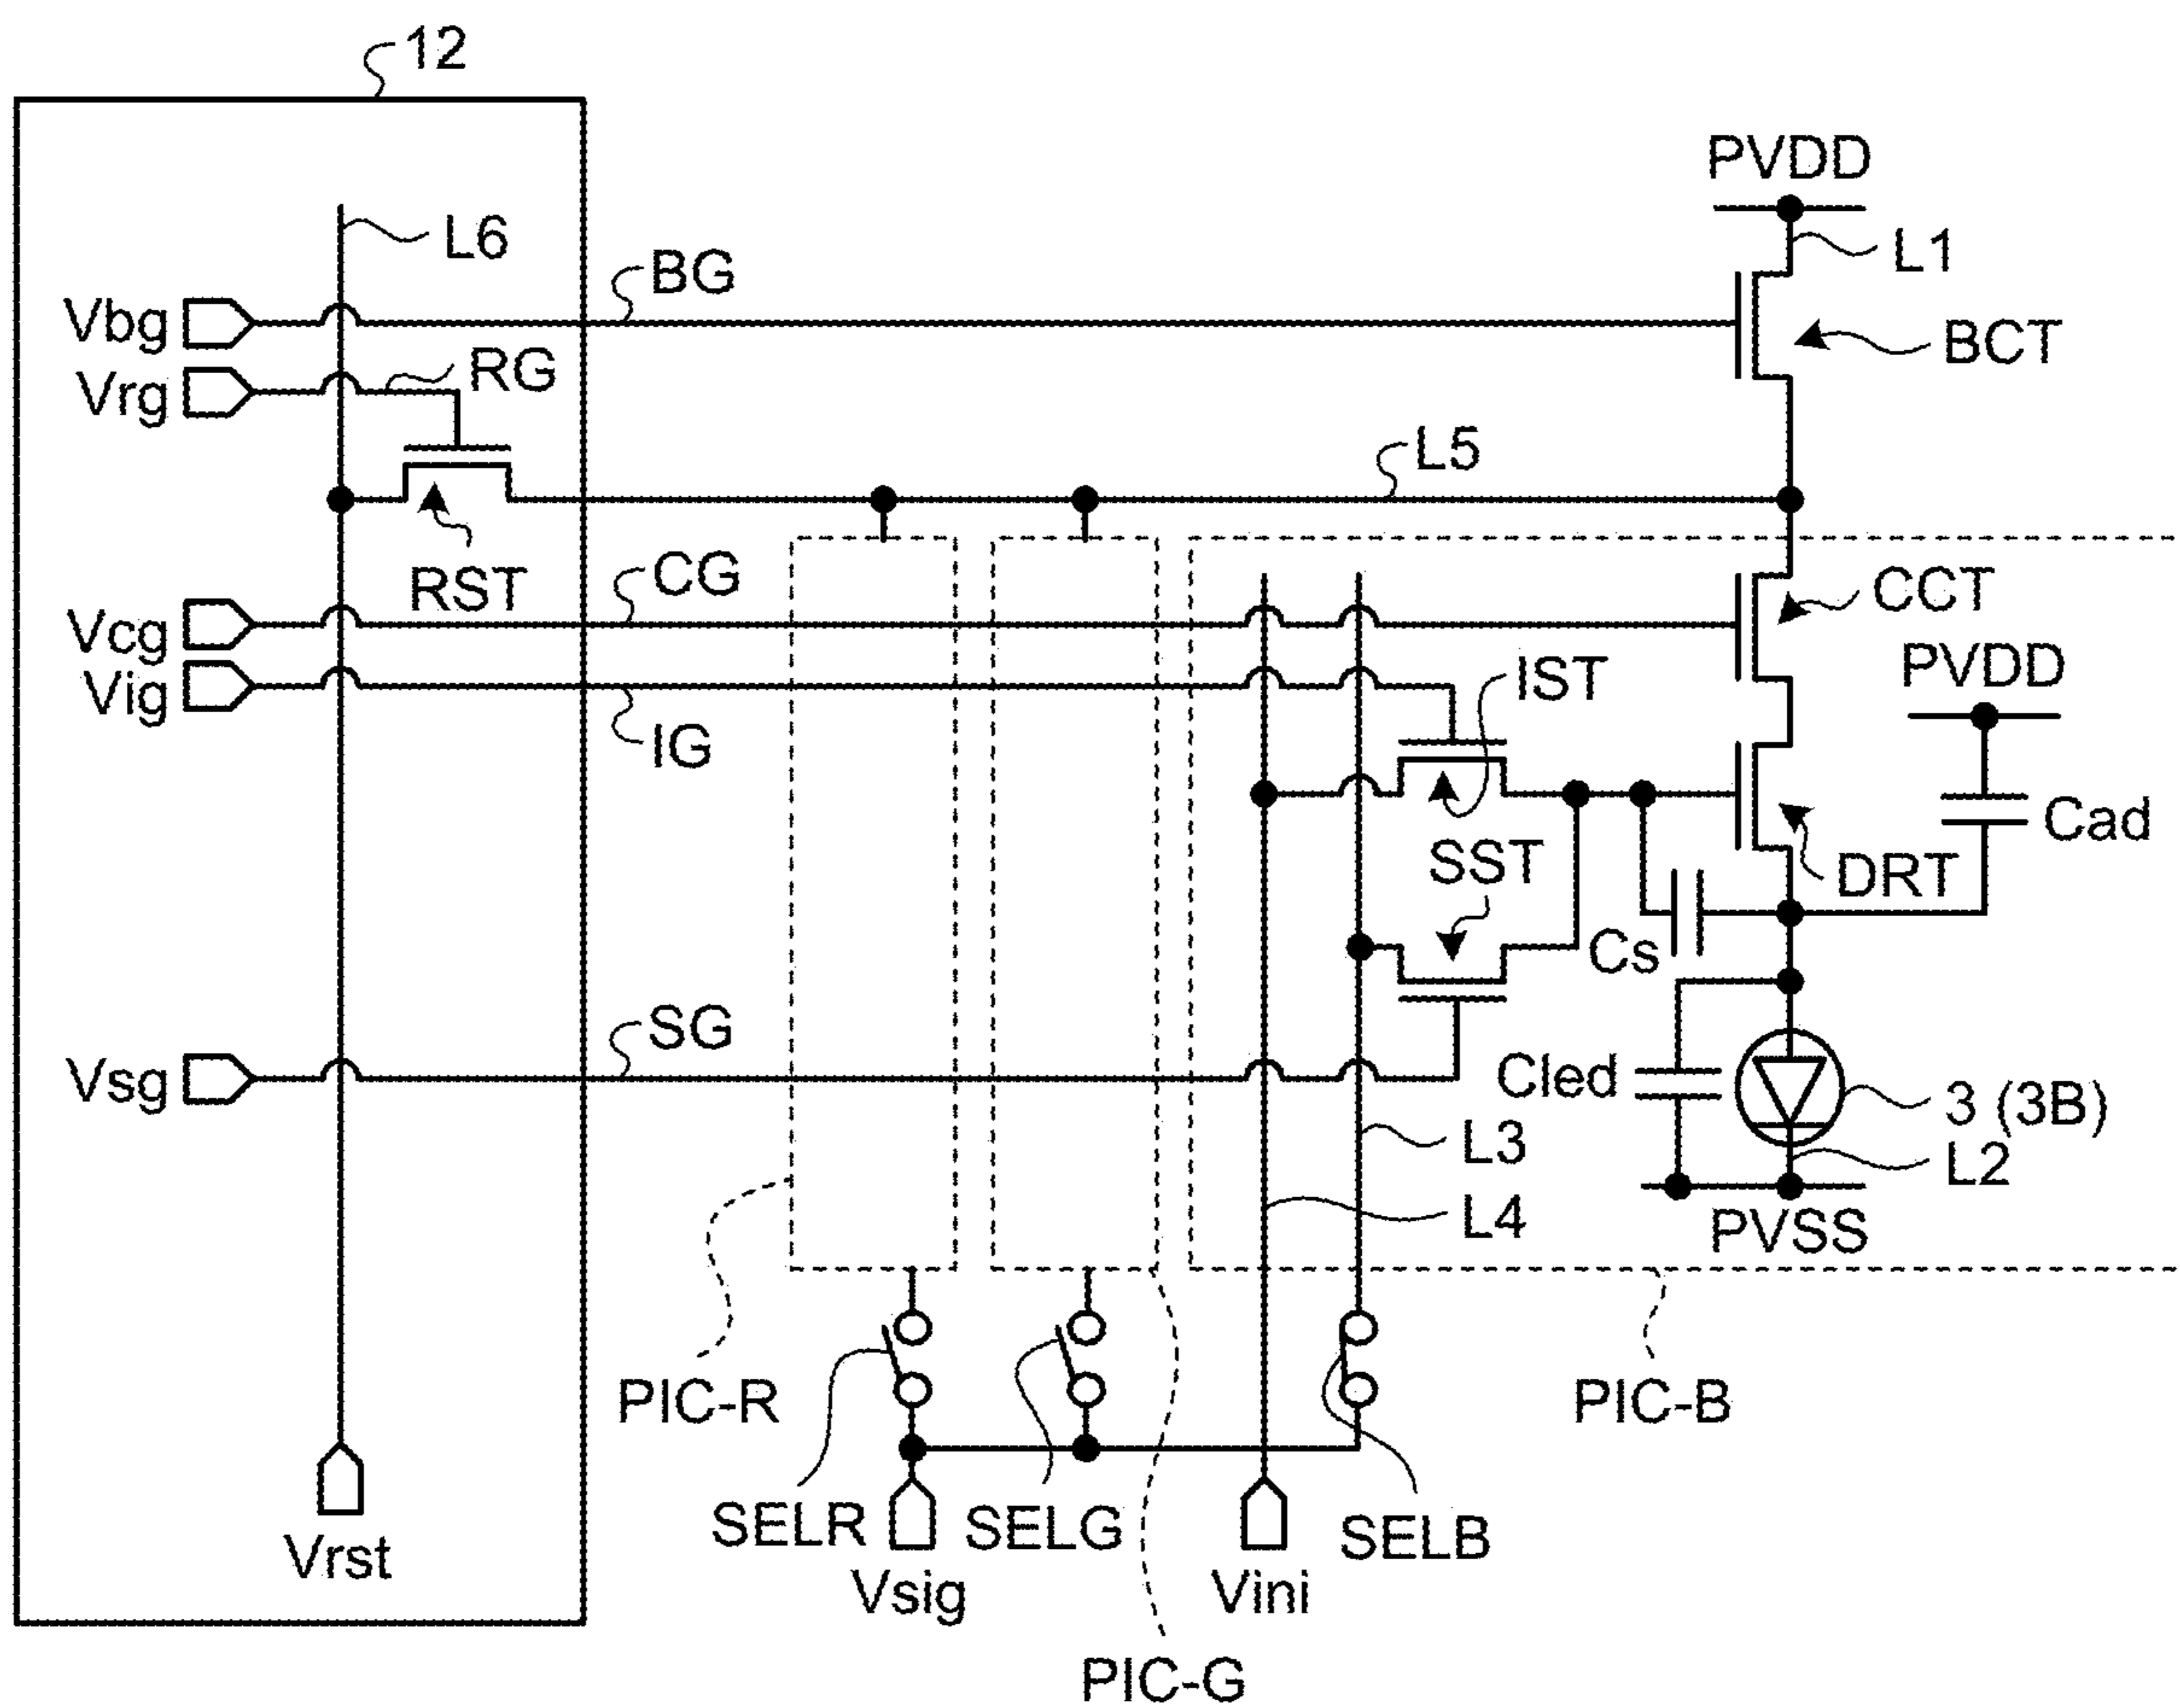 12
PVDD
L6
L1
BG
Vbg
BCT
RG
Vrg
L5
RST
CG
CCT
Vcg
IST
PVDD
Vig
IG
Cad
SST
DRT
Cs
SG
Vsg
Cled
3 (3B)
L3
L2
L4
PVSS
PIC-R
PIC-B
SELR
SELG
SELB
Vrst
Vsig
Vini
PIC-G